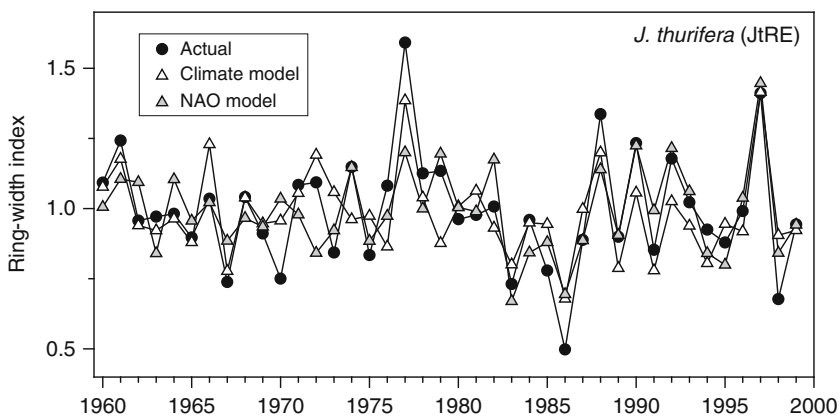 J. thurifera (JtRE)
Actual
Climate model
NAO model
Ring-width index
1.5
1.0
0.5
1960 1965 1970 1975 1980 1985 1990 1995 2000